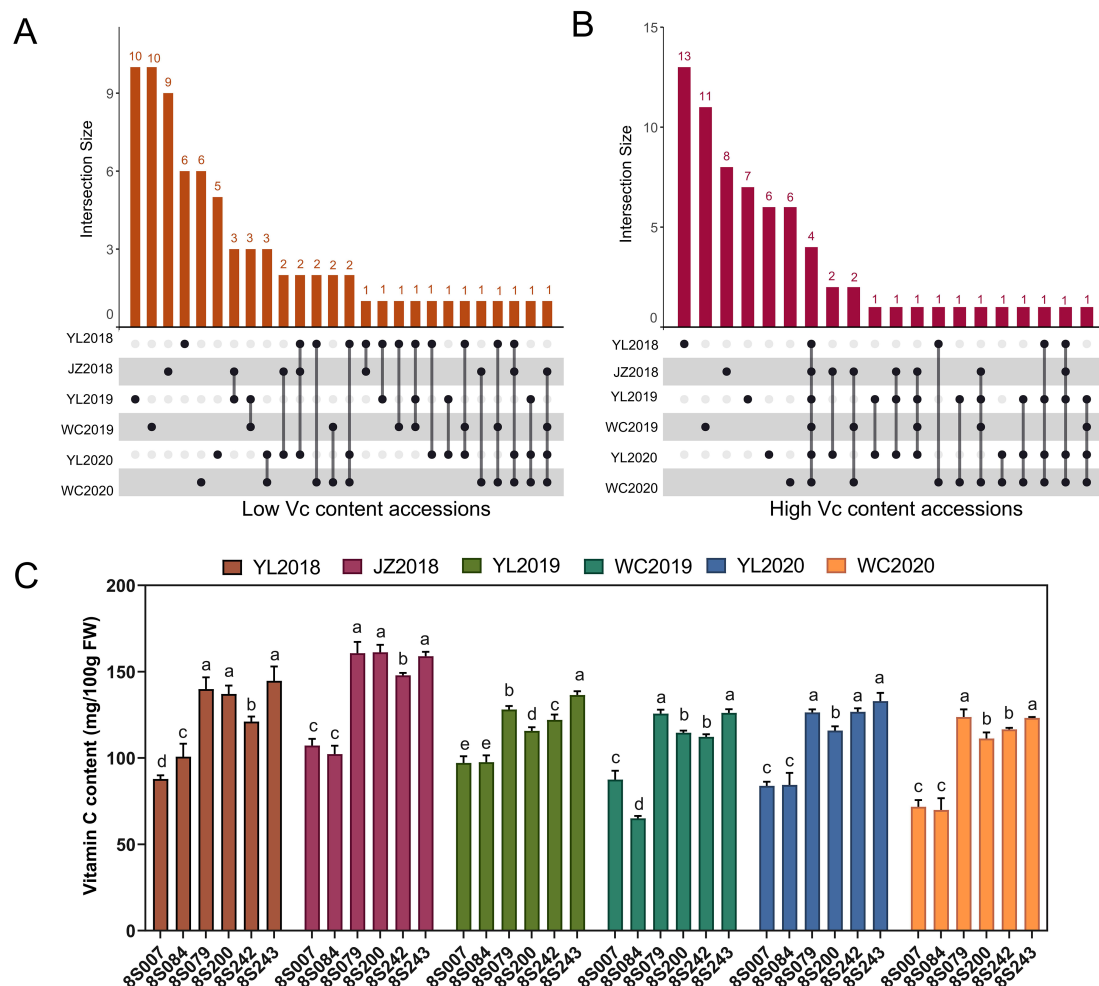 A
10 10 9 6 6 5 3 3 3 2 2 2 2 2 1 1 1 1 1 1 1 1 1 1 1 1
Intersection Size
9
6
3
0
YL2018
JZ2018
YL2019
WC2019
YL2020
WC2020
Low Vc content accessions
B
13 11 8 7 6 6 4 2 2 1 1 1 1 1 1 1 1 1 1 1
Intersection Size
15
10
5
0
YL2018
JZ2018
YL2019
WC2019
YL2020
WC2020
High Vc content accessions
C
YL2018 JZ2018 YL2019 WC2019 YL2020 WC2020
Vitamin C content (mg/100g FW)
200
150
100
50
0
d c a a b a c c a a b a e e b d c a c d a b b a c c a b a a c c a b b a
8S007 8S084 8S079 8S200 8S242 8S243 8S007 8S084 8S079 8S200 8S242 8S243 8S007 8S084 8S079 8S200 8S242 8S243 8S007 8S084 8S079 8S200 8S242 8S243 8S007 8S084 8S079 8S200 8S242 8S243 8S007 8S084 8S079 8S200 8S242 8S243